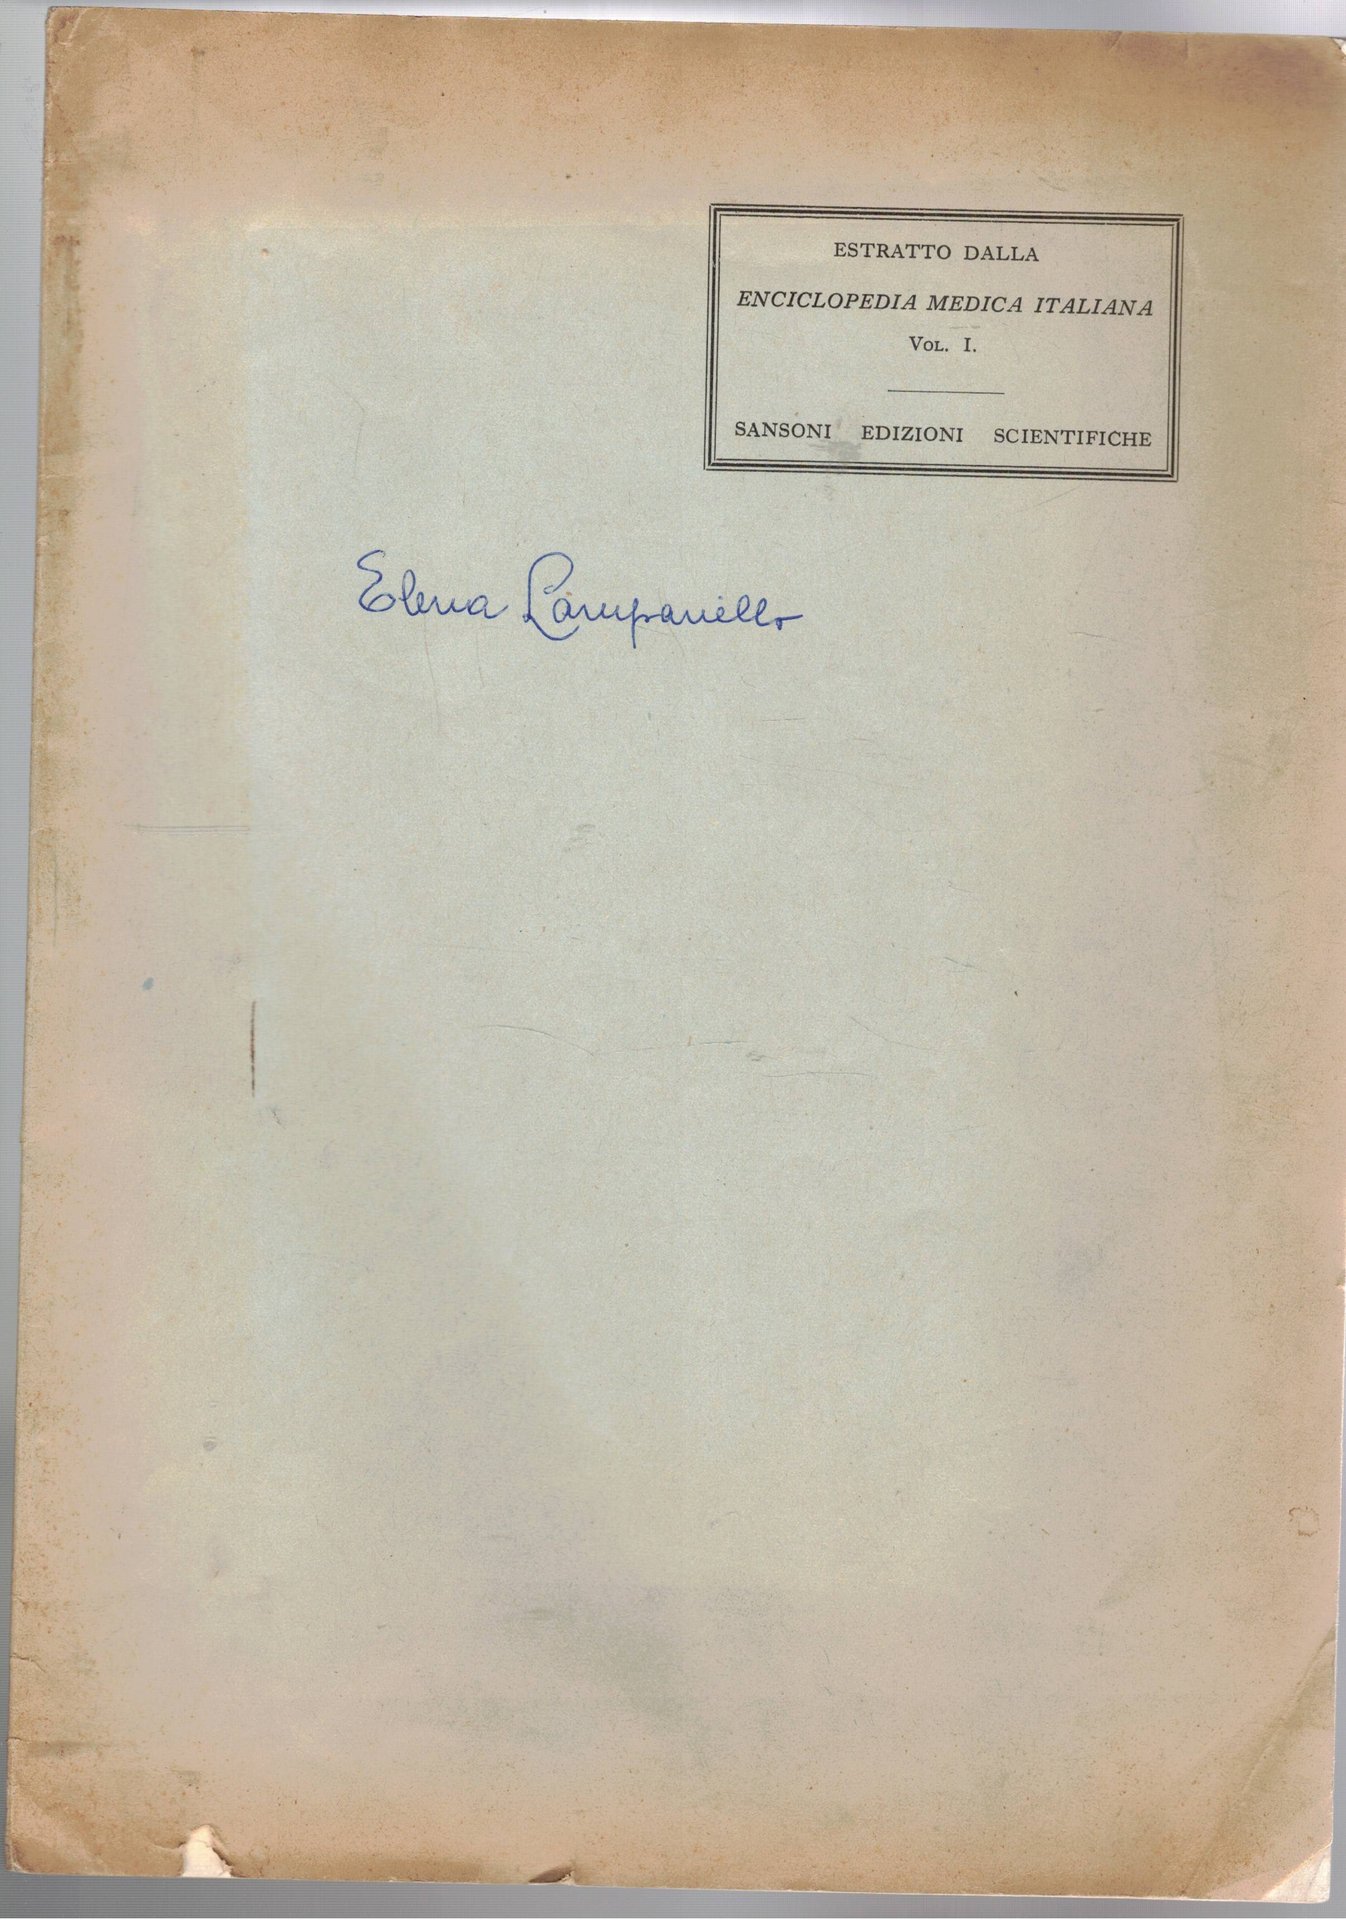 ESTRATTO DALLA
ENCICLOPEDIA MEDICA ITALIANA
VOL. I.
SANSONI EDIZIONI SCIENTIFICHE
Elena Campanello